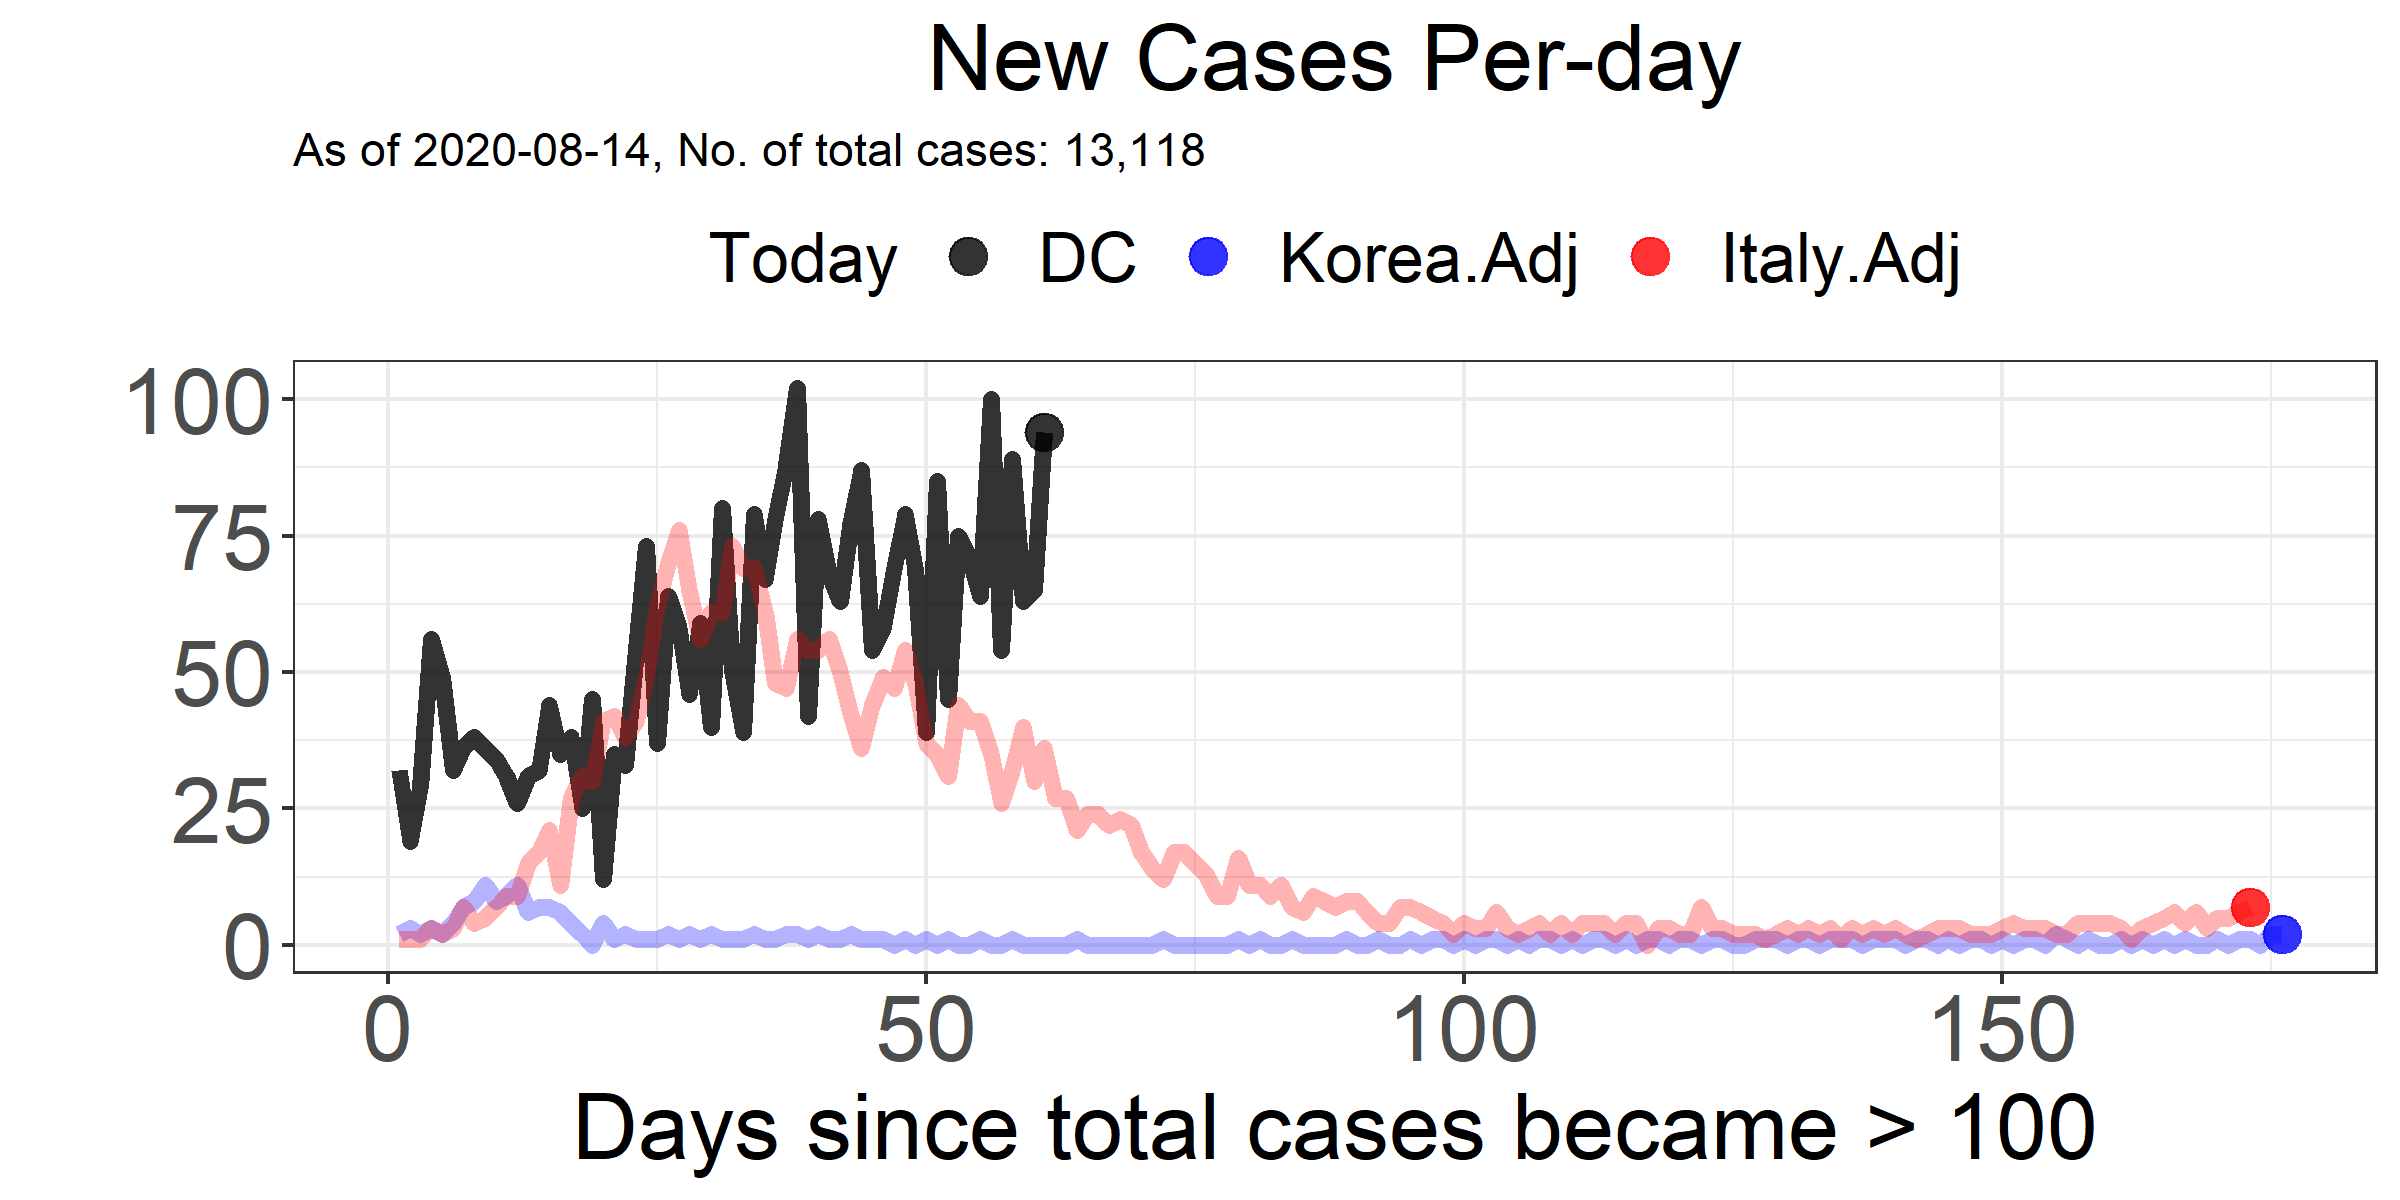 New Cases Per-day
As of 2020-08-14, No. of total cases: 13,118
Today DC Korea.Adj Italy.Adj
100
75
50
25
0
0 50 100 150
Days since total cases became > 100